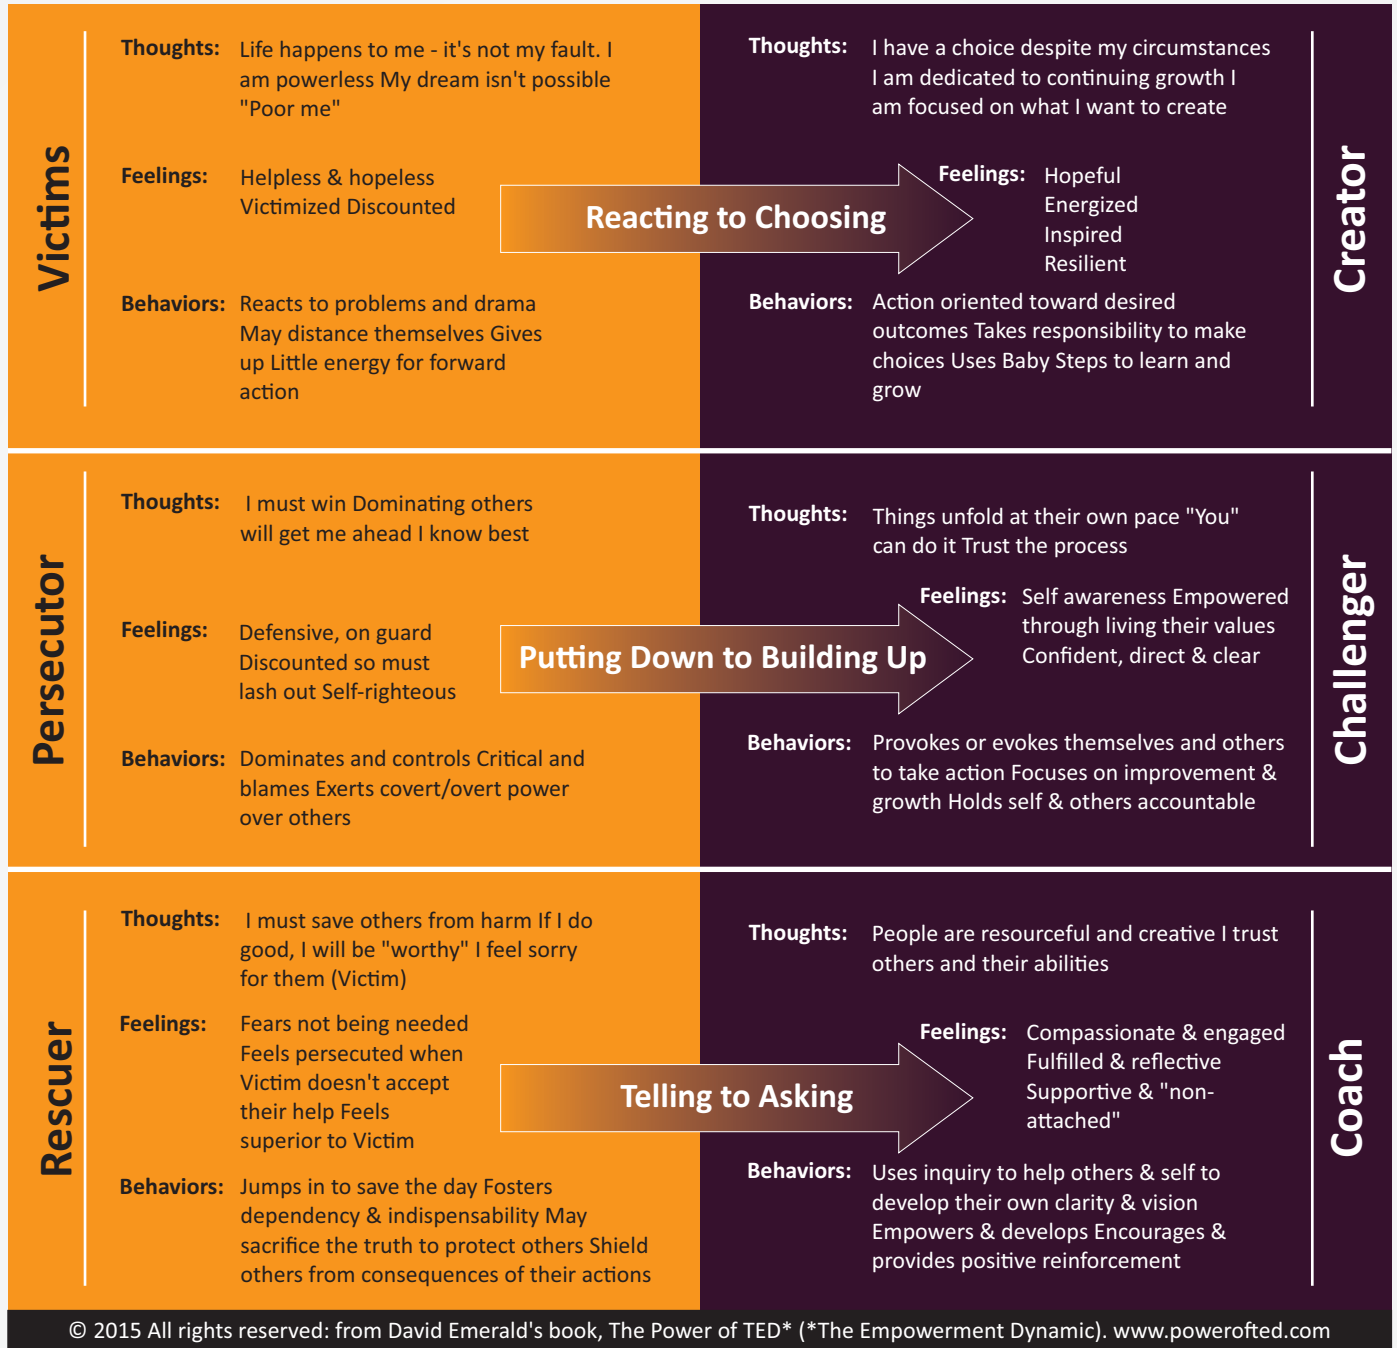 Victims
Thoughts: Life happens to me - it's not my fault. I
am powerless My dream isn't possible
"Poor me"
Feelings: Helpless & hopeless
Victimized Discounted
Behaviors: Reacts to problems and drama
May distance themselves Gives
up Little energy for forward
action
Reacting to Choosing
Thoughts: I have a choice despite my circumstances
I am dedicated to continuing growth I
am focused on what I want to create
Feelings: Hopeful
Energized
Inspired
Resilient
Behaviors: Action oriented toward desired
outcomes Takes responsibility to make
choices Uses Baby Steps to learn and
grow
Creator
Persecutor
Thoughts: I must win Dominating others
will get me ahead I know best
Feelings: Defensive, on guard
Discounted so must
lash out Self-righteous
Behaviors: Dominates and controls Critical and
blames Exerts covert/overt power
over others
Putting Down to Building Up
Thoughts: Things unfold at their own pace "You"
can do it Trust the process
Feelings: Self awareness Empowered
through living their values
Confident, direct & clear
Behaviors: Provokes or evokes themselves and others
to take action Focuses on improvement &
growth Holds self & others accountable
Challenger
Rescuer
Thoughts: I must save others from harm If I do
good, I will be "worthy" I feel sorry
for them (Victim)
Feelings: Fears not being needed
Feels persecuted when
Victim doesn't accept
their help Feels
superior to Victim
Behaviors: Jumps in to save the day Fosters
dependency & indispensability May
sacrifice the truth to protect others Shield
others from consequences of their actions
Telling to Asking
Thoughts: People are resourceful and creative I trust
others and their abilities
Feelings: Compassionate & engaged
Fulfilled & reflective
Supportive & "non-
attached"
Behaviors: Uses inquiry to help others & self to
develop their own clarity & vision
Empowers & develops Encourages &
provides positive reinforcement
Coach
© 2015 All rights reserved: from David Emerald's book, The Power of TED* (*The Empowerment Dynamic). www.powerofted.com